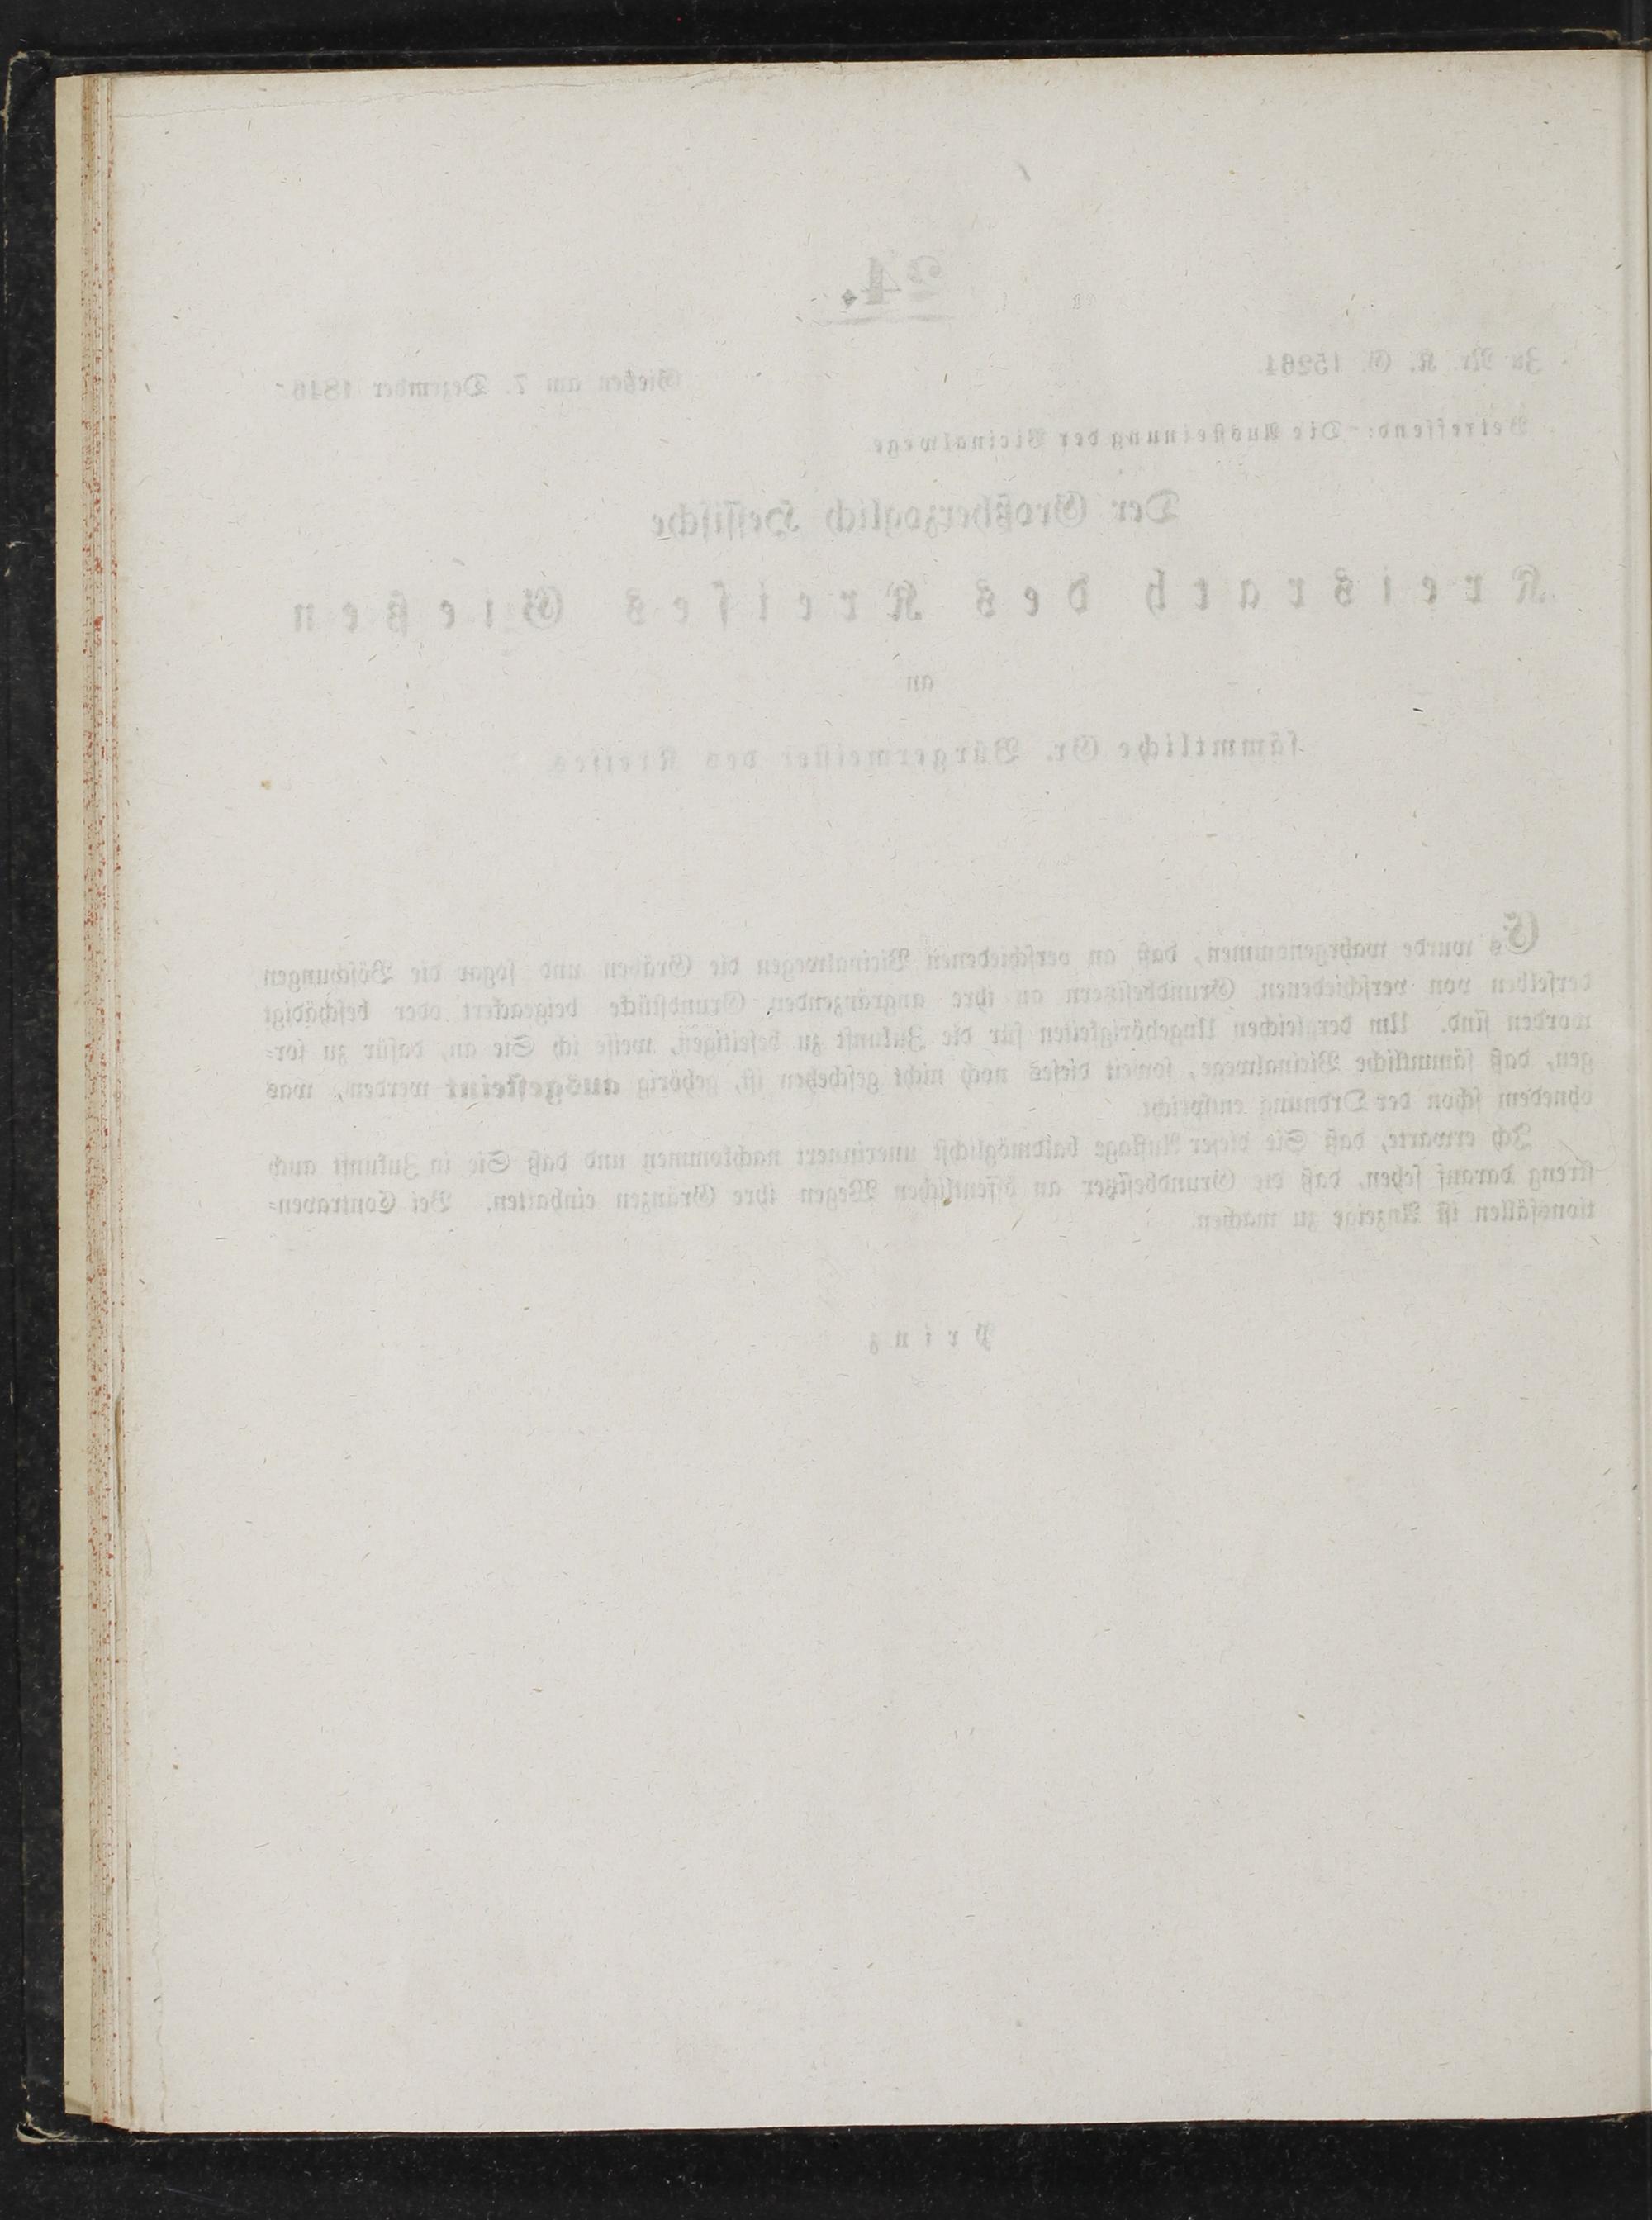 24.
Zu Nr. K. G. 15264
Gießen am 7. Dezember 1846
Betreffend: Die Aussteinung der Vicinalwege
Der Großherzoglich Hessische
Kreisrath des Kreises Gießen
an
sämmtliche Gr. Bürgermeister des Kreises
Es wurde wahrgenommen, daß an verschiedenen Vicinalwegen die Gräben und sogar die Böschungen
derselben von verschiedenen Grundbesitzern an ihre angränzenden Grundstücke beigeackert oder beschädigt
worden sind. Um dergleichen Ungehörigkeiten für die Zukunft zu beseitigen, weise ich Sie an, dafür zu sor-
gen, daß sämmtliche Vicinalwege, soweit dieses noch nicht geschehen ist, gehörig ausgesteint werden, was
ohnedem schon der Ordnung entspricht.
Ich erwarte, daß Sie dieser Auflage baldmöglichst unerinnert nachkommen und daß Sie in Zukunft auch
streng darauf sehen, daß die Grundbesitzer an öffentlichen Wegen ihre Gränzen einhalten. Bei Contraven-
tionsfällen ist Anzeige zu machen.
Prinz